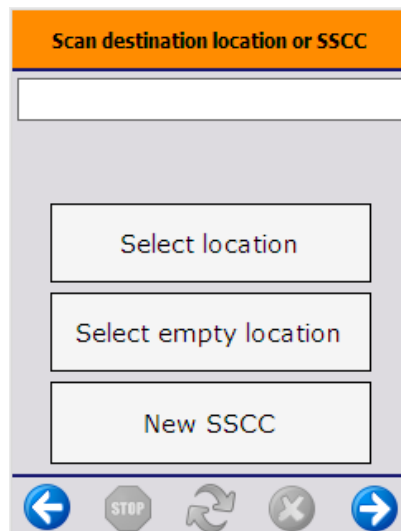 Scan destination location or SSCC
Select location
Select empty location
New SSCC
STOP